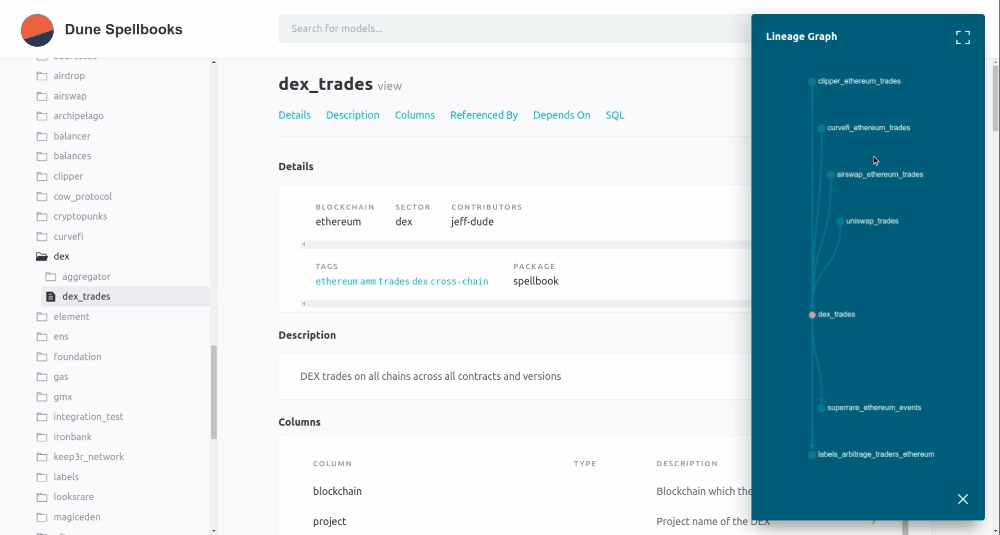 Dune Spellbooks
Search for models...
airdrop
airswap
archipelago
balancer
balances
clipper
cow_protocol
cryptopunks
curvefi
dex
aggregator
dex_trades
element
ens
foundation
gas
gmx
integration_test
ironbank
keep3r_network
labels
looksrare
magiceden
dex_trades view
Details Description Columns Referenced By Depends On SQL
Details
BLOCKCHAIN SECTOR CONTRIBUTORS
ethereum dex jeff-dude
TAGS PACKAGE
ethereum amm trades dex cross-chain spellbook
Description
DEX trades on all chains across all contracts and versions
Columns
COLUMN TYPE DESCRIPTION
blockchain Blockchain which the
project Project name of the DEX
Lineage Graph
clipper_ethereum_trades
curvefi_ethereum_trades
airswap_ethereum_trades
uniswap_trades
dex_trades
superrare_ethereum_events
labels_arbitrage_traders_ethereum